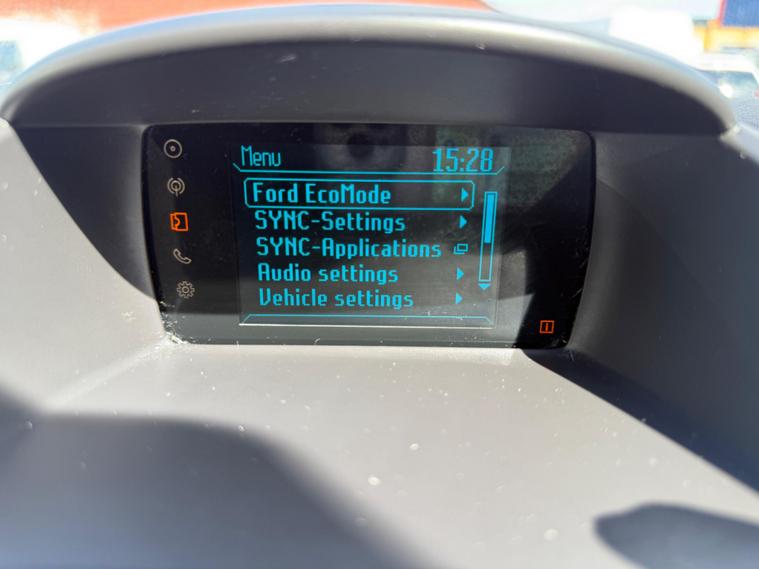 Menu 15:28
Ford EcoMode
SYNC-Settings
SYNC-Applications
Audio settings
Vehicle settings